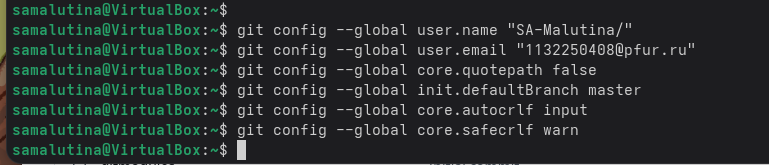 samalutina@VirtualBox:~$
samalutina@VirtualBox:~$ git config --global user.name "SA-Malutina/"
samalutina@VirtualBox:~$ git config --global user.email "1132250408@pfur.ru"
samalutina@VirtualBox:~$ git config --global core.quotepath false
samalutina@VirtualBox:~$ git config --global init.defaultBranch master
samalutina@VirtualBox:~$ git config --global core.autocrlf input
samalutina@VirtualBox:~$ git config --global core.safecrlf warn
samalutina@VirtualBox:~$